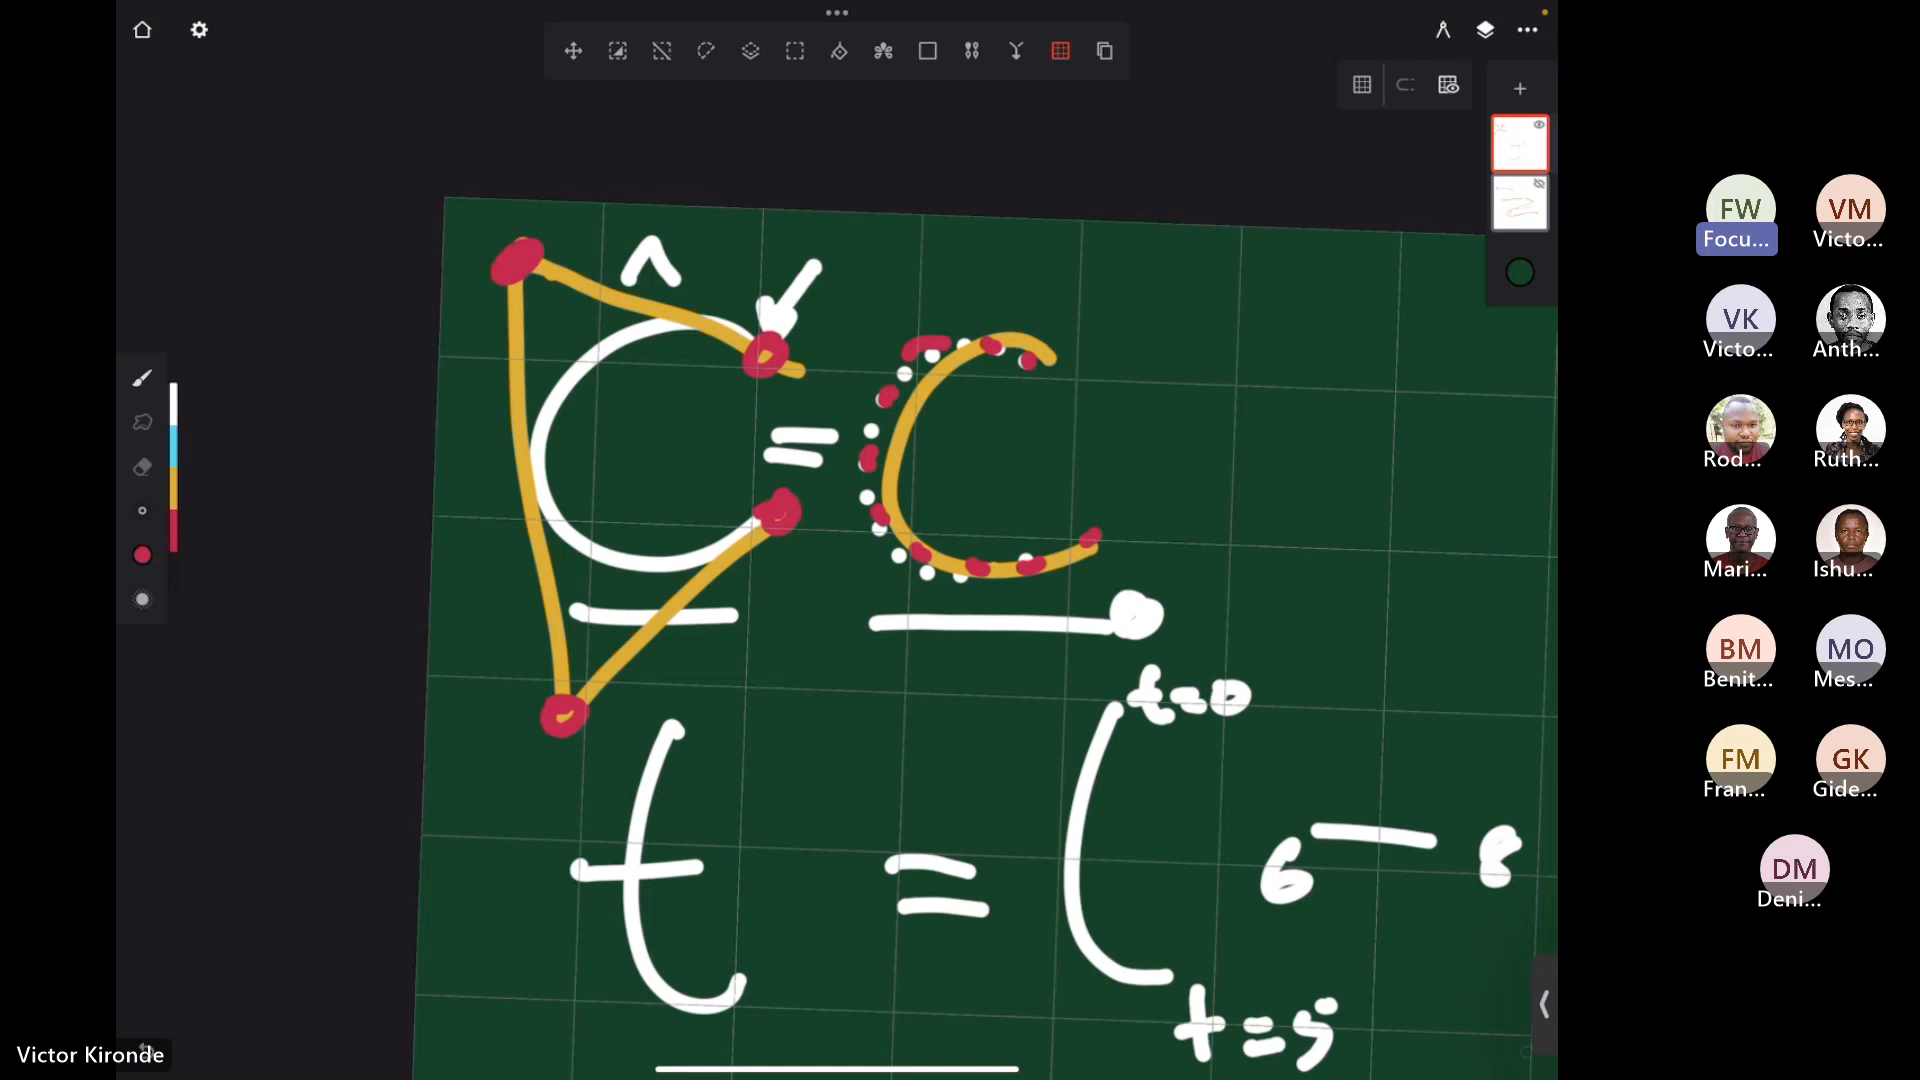 ^
C = C
t=0
t = ( 6 — 8
t=5
FW
Focu...
VM
Victo...
VK
Victo...
Anth...
Rod...
Ruth...
Mari...
Ishu...
BM
Benit...
MO
Mes...
FM
Fran...
GK
Gide...
DM
Deni...
Victor Kironde